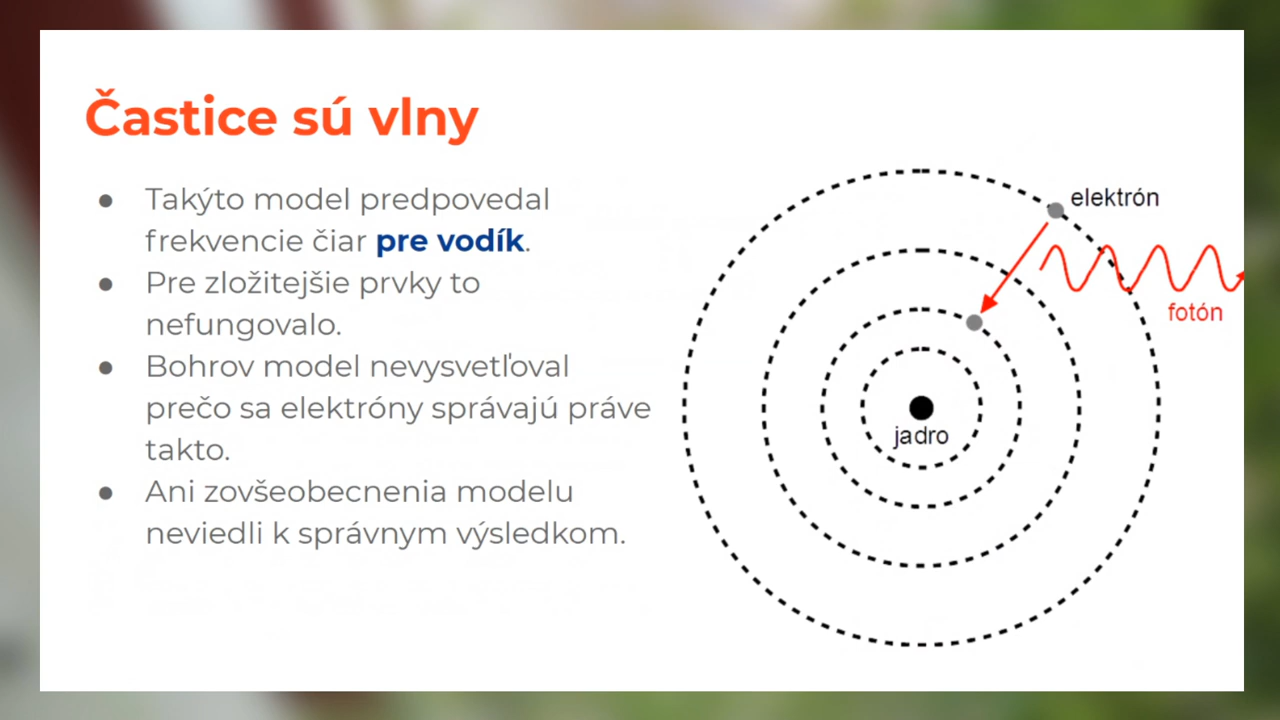 Častice sú vlny
● Takýto model predpovedal
frekvencie čiar pre vodík.
● Pre zložitejšie prvky to
nefungovalo.
● Bohrov model nevysvetľoval
prečo sa elektróny správajú práve
takto.
● Ani zovšeobecnenia modelu
neviedli k správnym výsledkom.
elektrón
fotón
jadro